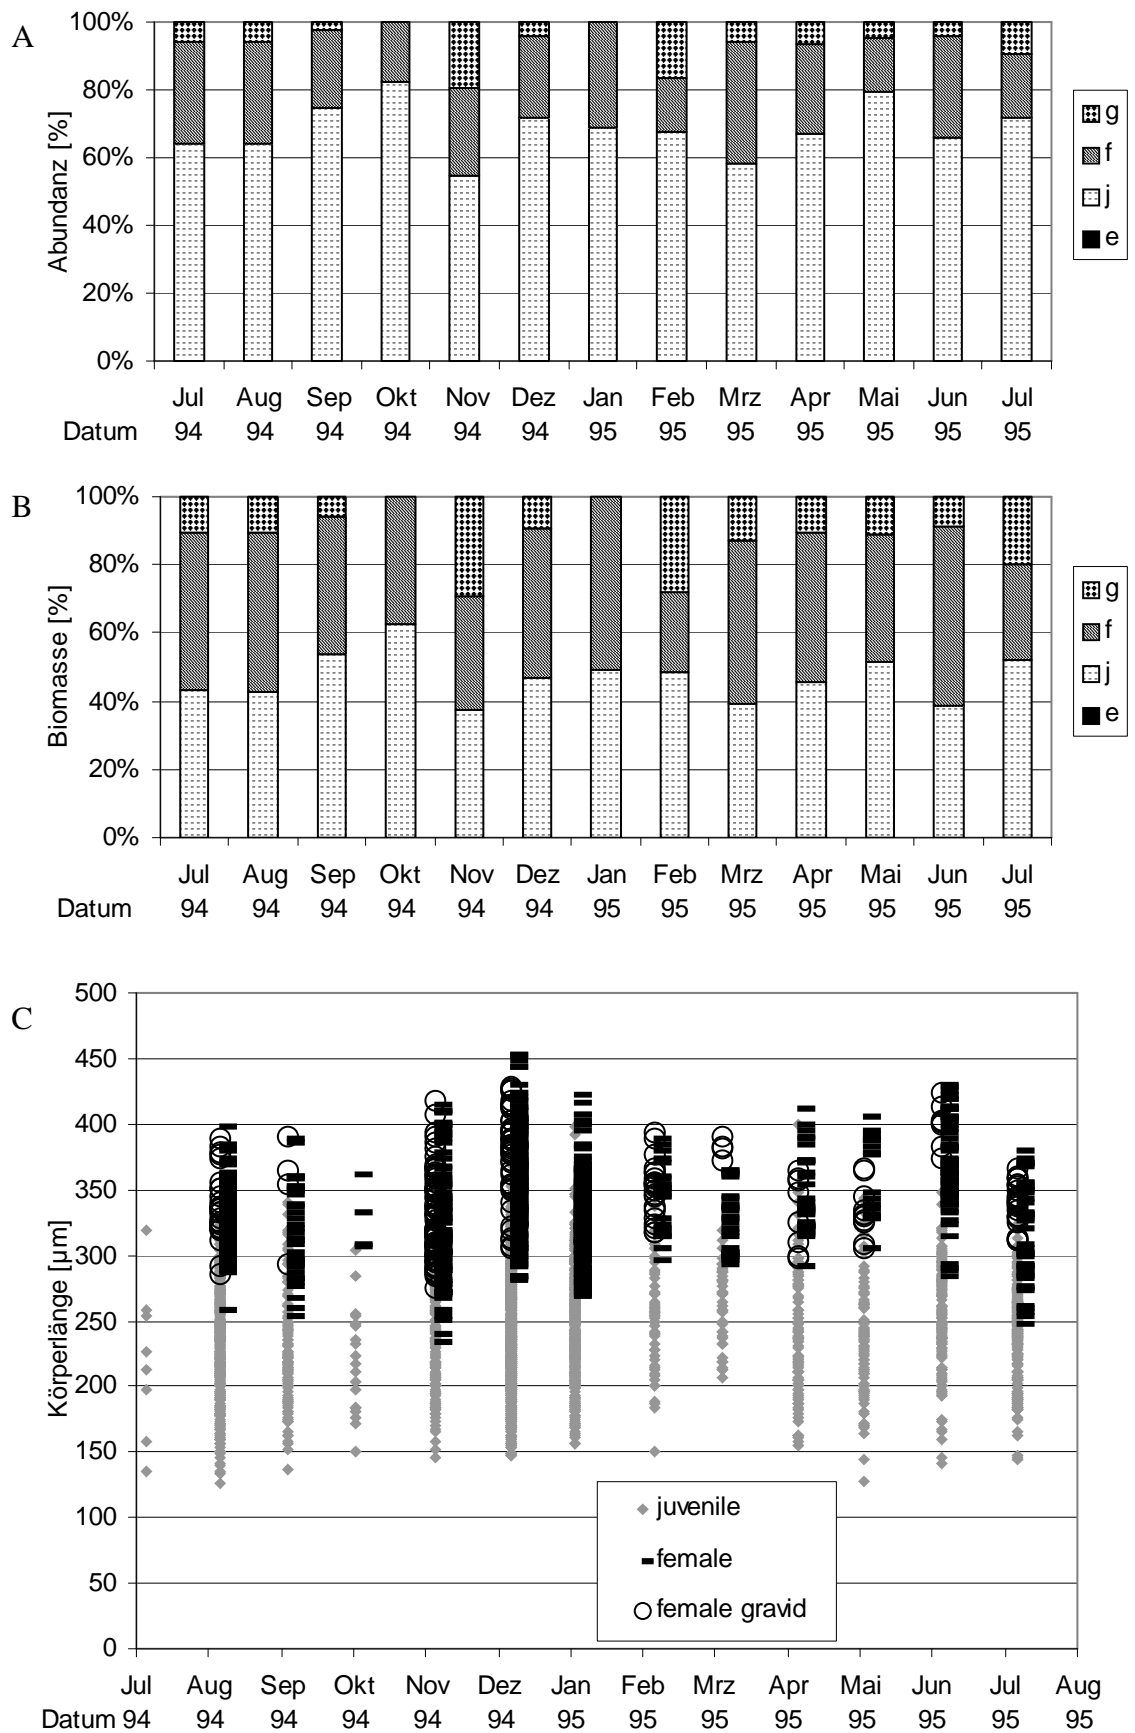 A
Abundanz [%]
100%
80%
60%
40%
20%
0%
Jul Aug Sep Okt Nov Dez Jan Feb Mrz Apr Mai Jun Jul
Datum 94 94 94 94 94 94 95 95 95 95 95 95 95
g
f
j
e
B
Biomasse [%]
100%
80%
60%
40%
20%
0%
Jul Aug Sep Okt Nov Dez Jan Feb Mrz Apr Mai Jun Jul
Datum 94 94 94 94 94 94 95 95 95 95 95 95 95
g
f
j
e
C
Körperlänge [µm]
500
450
400
350
300
250
200
150
100
50
0
juvenile
female
female gravid
Jul Aug Sep Okt Nov Dez Jan Feb Mrz Apr Mai Jun Jul Aug
Datum 94 94 94 94 94 94 95 95 95 95 95 95 95 95